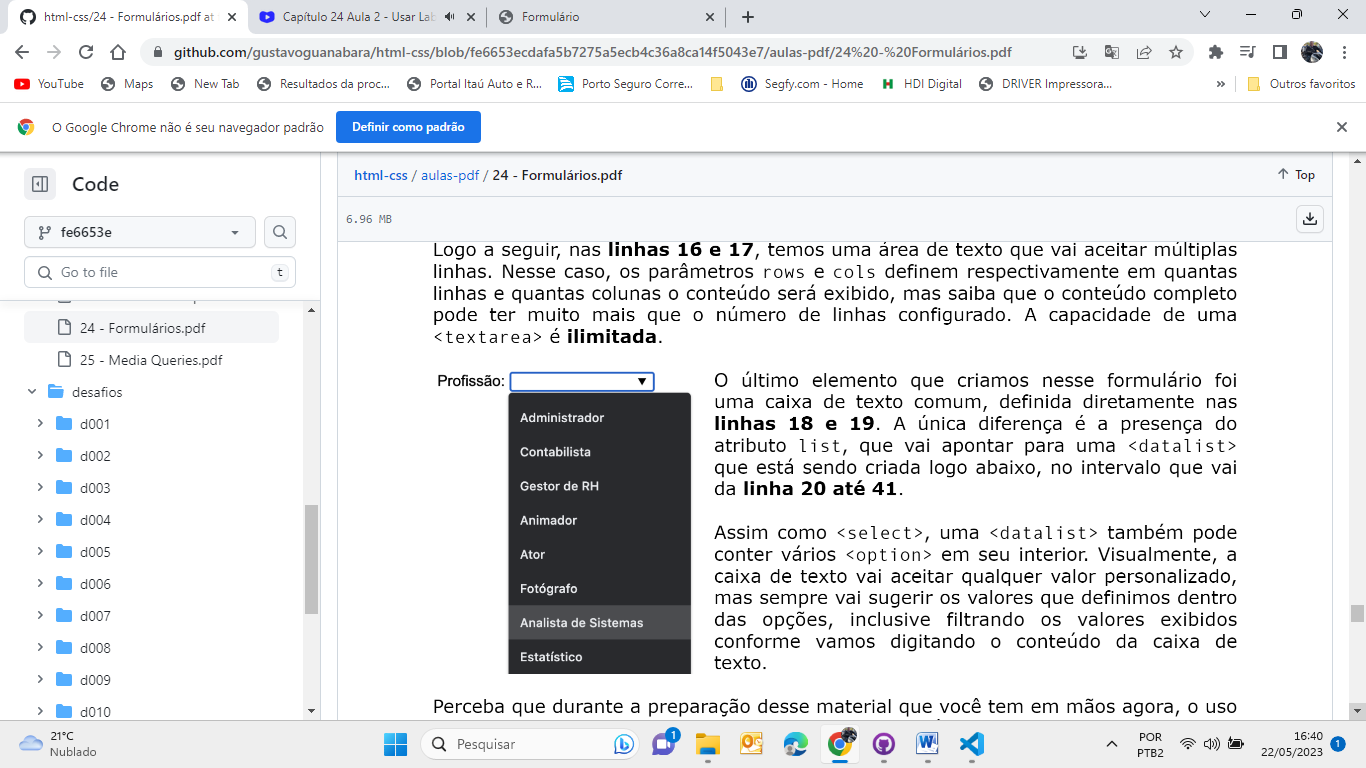 html-css/24 - Formulários.pdf at
Capítulo 24 Aula 2 - Usar Lab
Formulário
github.com/gustavoguanabara/html-css/blob/fe6653ecdafa5b7275a5ecb4c36a8ca14f5043e7/aulas-pdf/24%20-%20Formulários.pdf
YouTube
Maps
New Tab
Resultados da proc...
Portal Itaú Auto e R...
Porto Seguro Corre...
Segfy.com - Home
HDI Digital
DRIVER Impressora...
»
Outros favoritos
O Google Chrome não é seu navegador padrão
Definir como padrão
Code
fe6653e
Go to file
t
24 - Formulários.pdf
25 - Media Queries.pdf
desafios
d001
d002
d003
d004
d005
d006
d007
d008
d009
d010
html-css / aulas-pdf / 24 - Formulários.pdf
Top
6.96 MB
Logo a seguir, nas linhas 16 e 17, temos uma área de texto que vai aceitar múltiplas
linhas. Nesse caso, os parâmetros rows e cols definem respectivamente em quantas
linhas e quantas colunas o conteúdo será exibido, mas saiba que o conteúdo completo
pode ter muito mais que o número de linhas configurado. A capacidade de uma
<textarea> é ilimitada.
Profissão:
Administrador
Contabilista
Gestor de RH
Animador
Ator
Fotógrafo
Analista de Sistemas
Estatístico
O último elemento que criamos nesse formulário foi
uma caixa de texto comum, definida diretamente nas
linhas 18 e 19. A única diferença é a presença do
atributo list, que vai apontar para uma <datalist>
que está sendo criada logo abaixo, no intervalo que vai
da linha 20 até 41.
Assim como <select>, uma <datalist> também pode
conter vários <option> em seu interior. Visualmente, a
caixa de texto vai aceitar qualquer valor personalizado,
mas sempre vai sugerir os valores que definimos dentro
das opções, inclusive filtrando os valores exibidos
conforme vamos digitando o conteúdo da caixa de
texto.
Perceba que durante a preparação desse material que você tem em mãos agora, o uso
21°C
Nublado
Pesquisar
1
POR
PTB2
16:40
22/05/2023
1